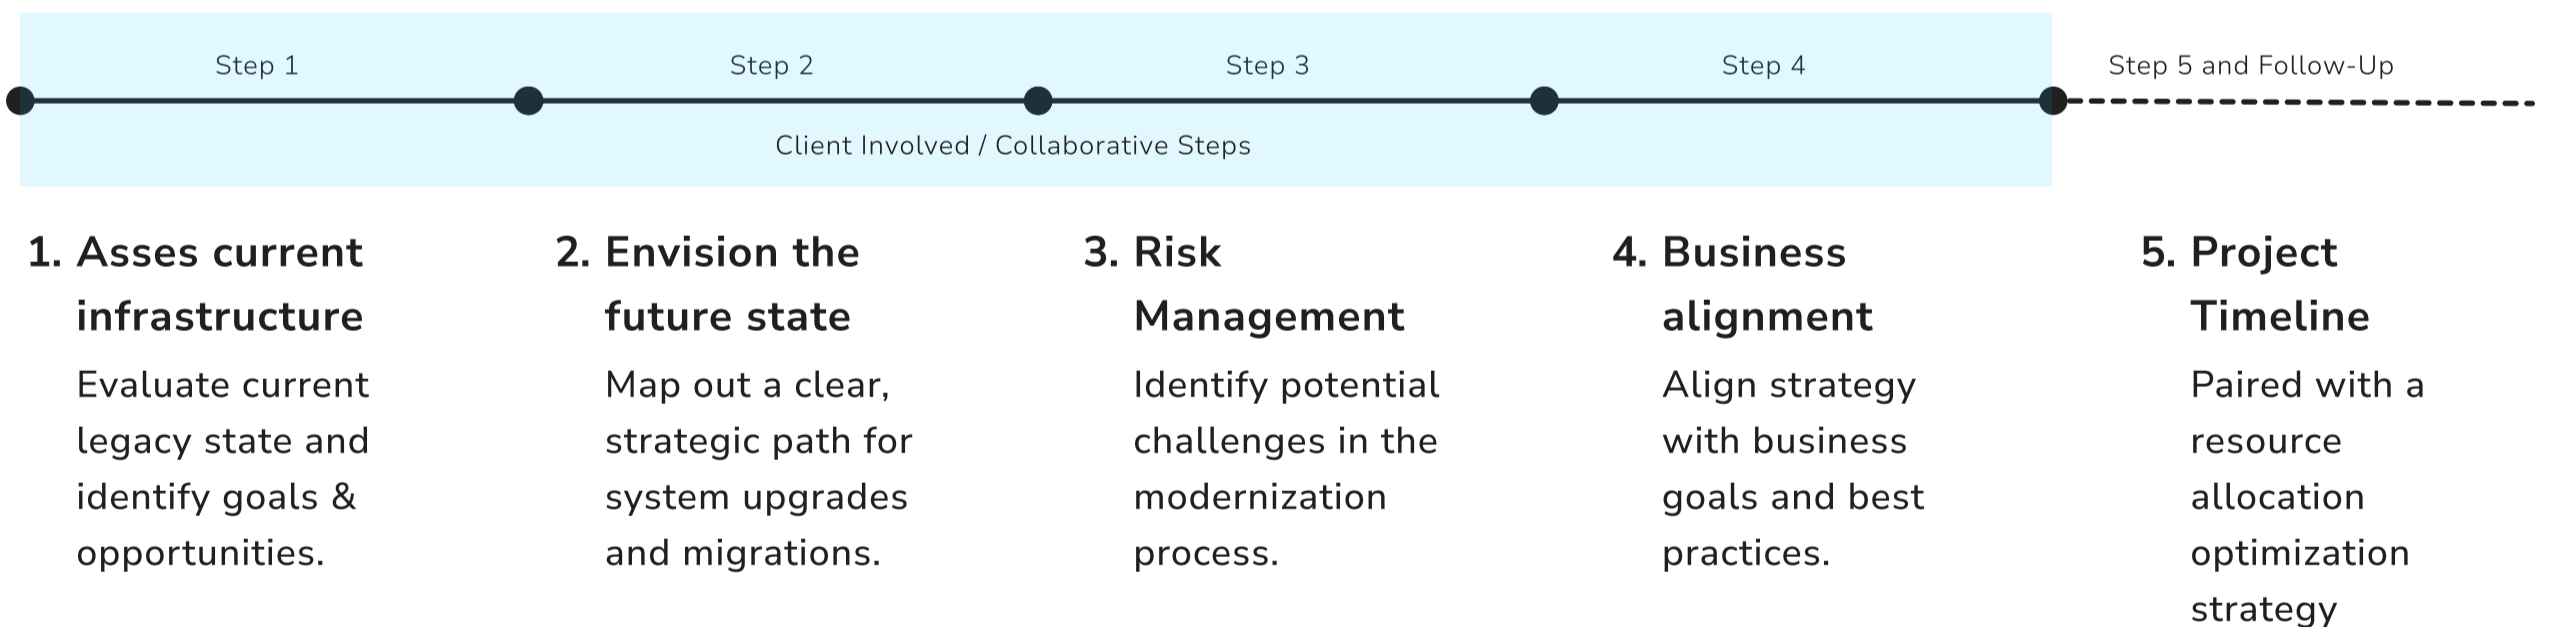 Step 1
Step 2
Step 3
Step 4
Step 5 and Follow-Up
Client Involved / Collaborative Steps
1. Asses current
infrastructure
Evaluate current
legacy state and
identify goals &
opportunities.
2. Envision the
future state
Map out a clear,
strategic path for
system upgrades
and migrations.
3. Risk
Management
Identify potential
challenges in the
modernization
process.
4. Business
alignment
Align strategy
with business
goals and best
practices.
5. Project
Timeline
Paired with a
resource
allocation
optimization
strategy